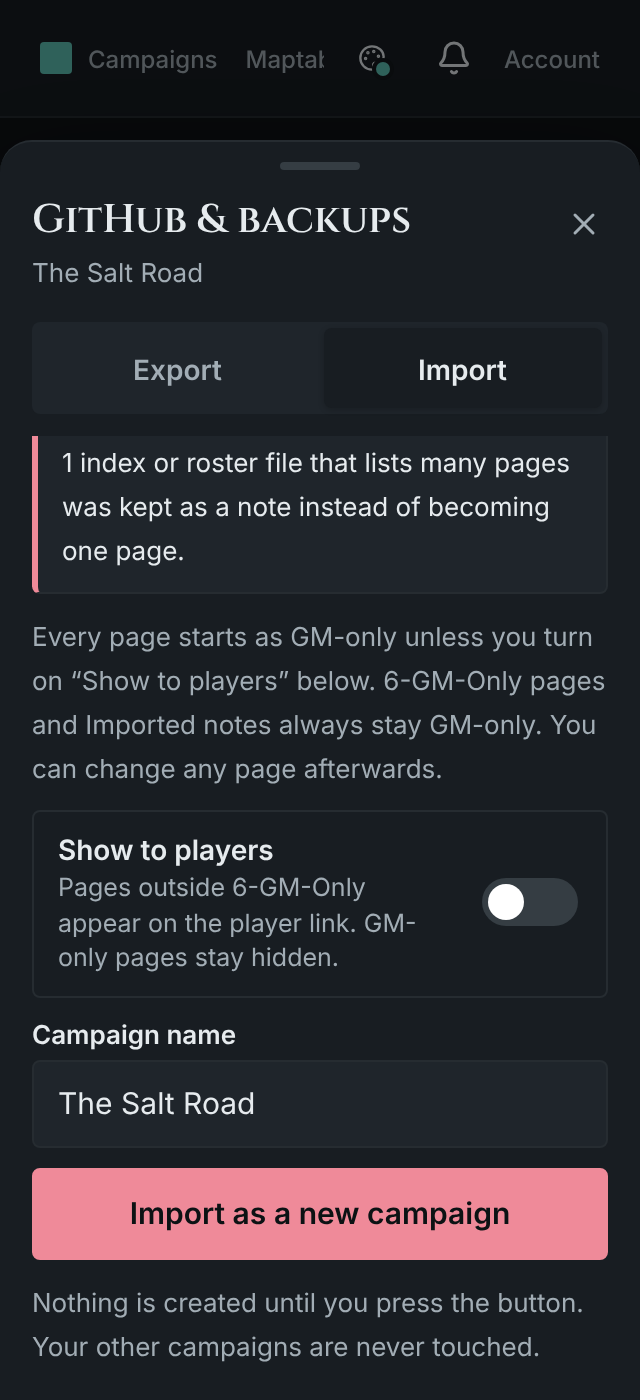 Campaigns Maptab Account
GitHub & backups
The Salt Road
Export Import
1 index or roster file that lists many pages
was kept as a note instead of becoming
one page.
Every page starts as GM-only unless you turn
on “Show to players” below. 6-GM-Only pages
and Imported notes always stay GM-only. You
can change any page afterwards.
Show to players
Pages outside 6-GM-Only
appear on the player link. GM-
only pages stay hidden.
Campaign name
The Salt Road
Import as a new campaign
Nothing is created until you press the button.
Your other campaigns are never touched.